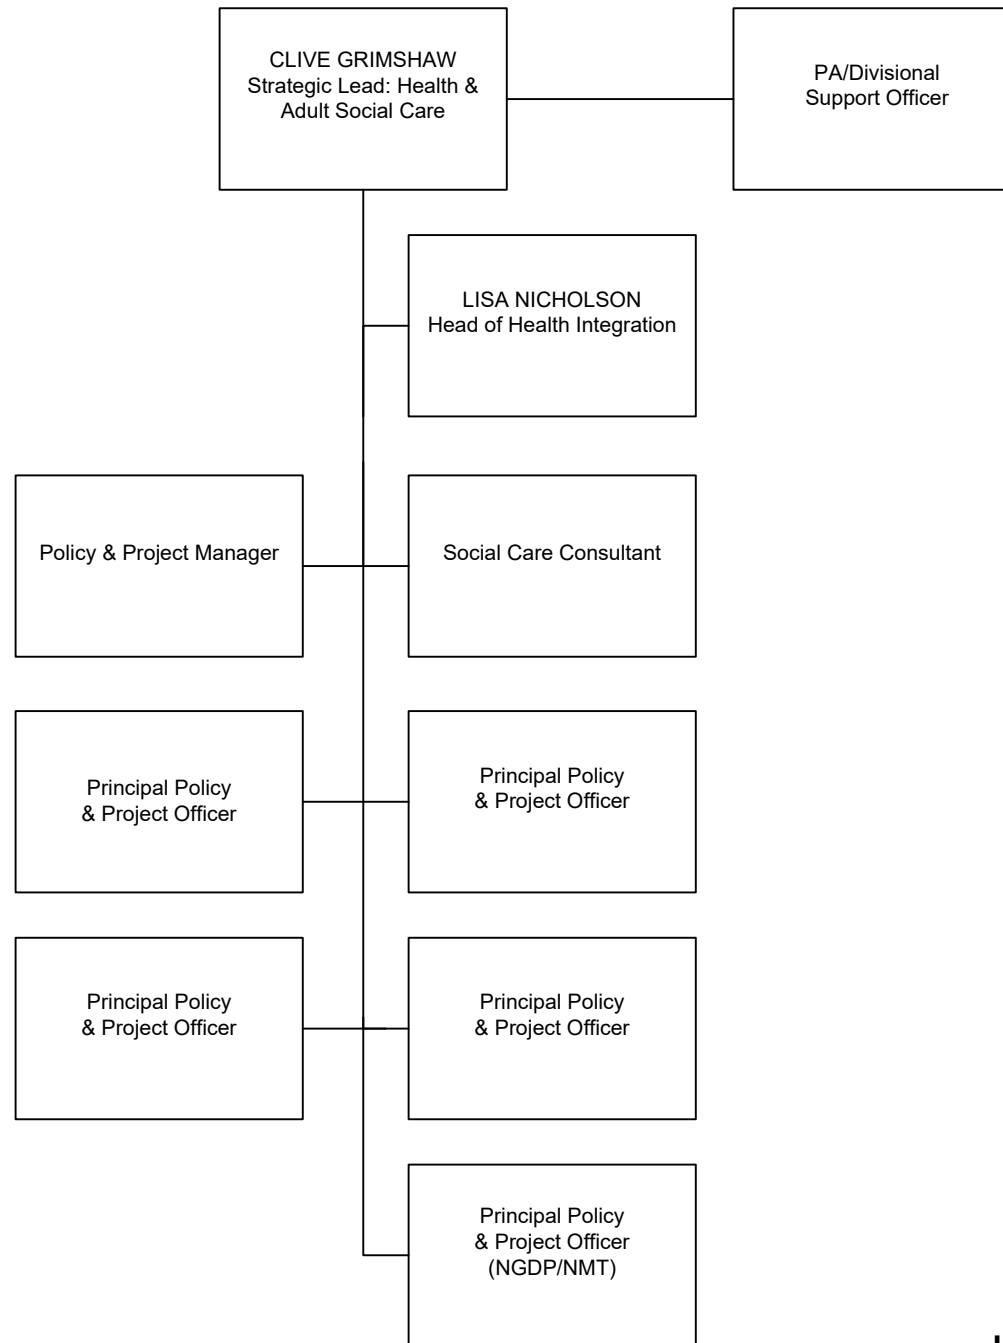 CLIVE GRIMSHAW
Strategic Lead: Health &
Adult Social Care
PA/Divisional
Support Officer
LISA NICHOLSON
Head of Health Integration
Policy & Project Manager
Social Care Consultant
Principal Policy
& Project Officer
Principal Policy
& Project Officer
Principal Policy
& Project Officer
Principal Policy
& Project Officer
Principal Policy
& Project Officer
(NGDP/NMT)